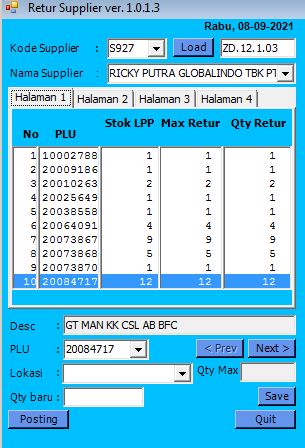 Retur Supplier ver. 1.0.1.3
Rabu, 08-09-2021
Kode Supplier : S927 Load ZD.12.1.03
Nama Supplier : RICKY PUTRA GLOBALINDO TBK PT
Halaman 1 Halaman 2 Halaman 3 Halaman 4
No PLU Stok LPP Max Retur Qty Retur
1 10002788 1 1 1
2 20009186 1 1 1
3 20010263 2 2 2
4 20025649 1 1 1
5 20038558 1 1 1
6 20064091 4 4 4
7 20073867 9 9 9
8 20073868 5 5 5
9 20073870 1 1 1
10 20084717 12 12 12
Desc : GT MAN KK CSL AB BFC
PLU : 20084717 < Prev Next >
Lokasi : Qty Max
Qty baru : Save
Posting Quit